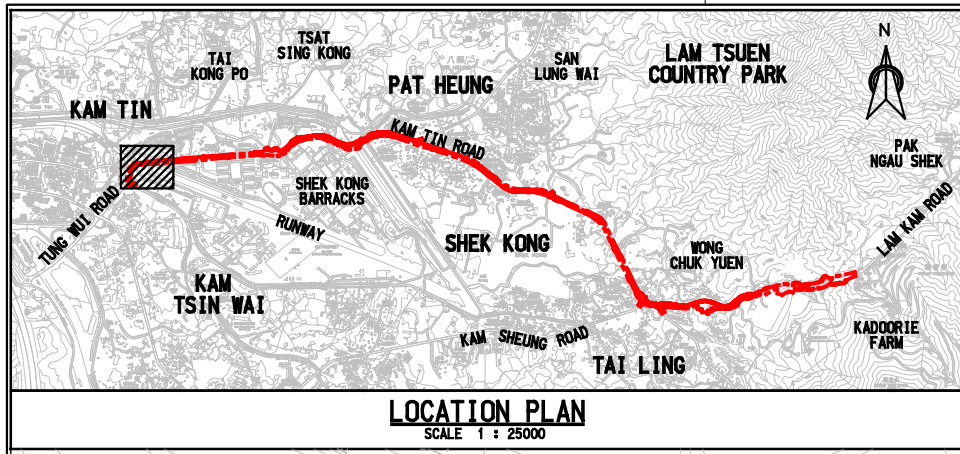 TSAT
SING KONG
TAI
KONG PO
SAN
LUNG WAI
LAM TSUEN
COUNTRY PARK
N
PAT HEUNG
KAM TIN
KAM TIN ROAD
PAK
NGAU SHEK
SHEK KONG
BARRACKS
TUNG WUI ROAD
RUNWAY
LAM KAM ROAD
SHEK KONG
WONG
CHUK YUEN
KAM
TSIN WAI
KAM SHEUNG ROAD
KADOORIE
FARM
TAI LING
LOCATION PLAN
SCALE 1 : 25000